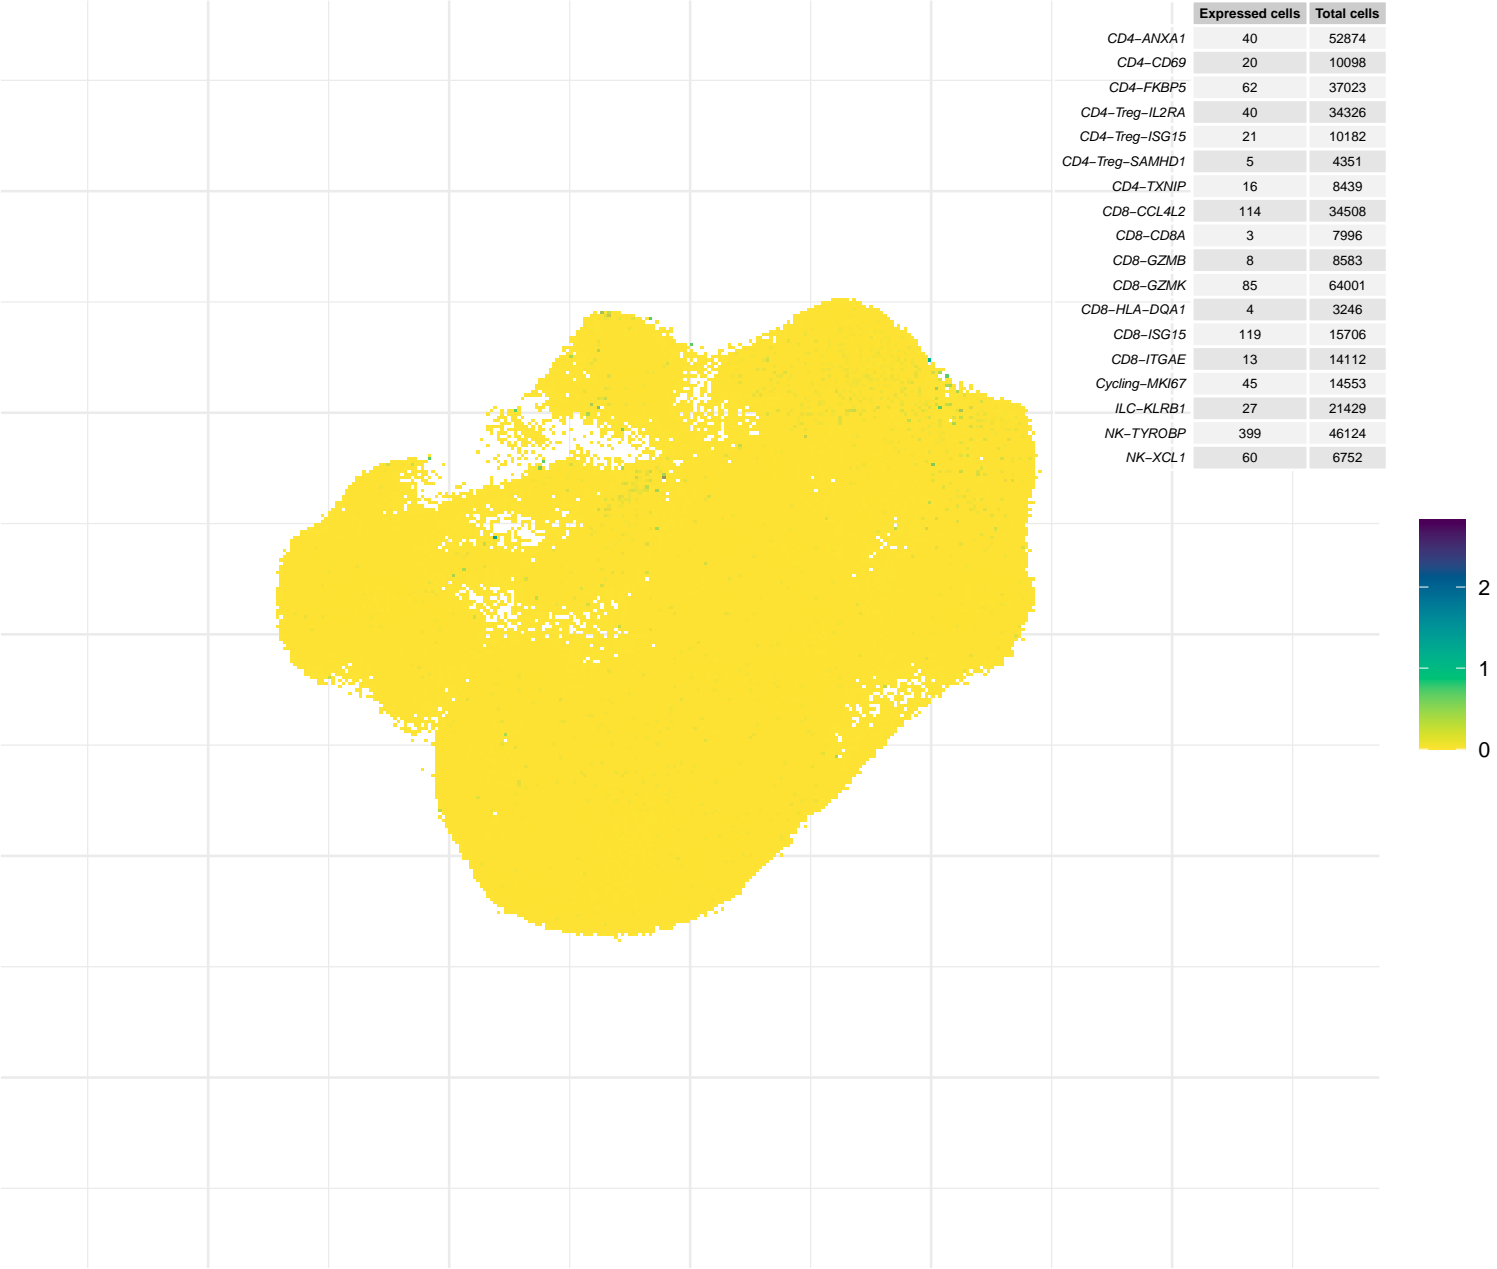 Expressed cells Total cells
CD4−ANXA1 40 52874
CD4−CD69 20 10098
CD4−FKBP5 62 37023
CD4−Treg−IL2RA 40 34326
CD4−Treg−ISG15 21 10182
CD4−Treg−SAMHD1 5 4351
CD4−TXNIP 16 8439
CD8−CCL4L2 114 34508
CD8−CD8A 3 7996
CD8−GZMB 8 8583
CD8−GZMK 85 64001
CD8−HLA−DQA1 4 3246
CD8−ISG15 119 15706
CD8−ITGAE 13 14112
Cycling−MKI67 45 14553
ILC−KLRB1 27 21429
NK−TYROBP 399 46124
NK−XCL1 60 6752
2
1
0